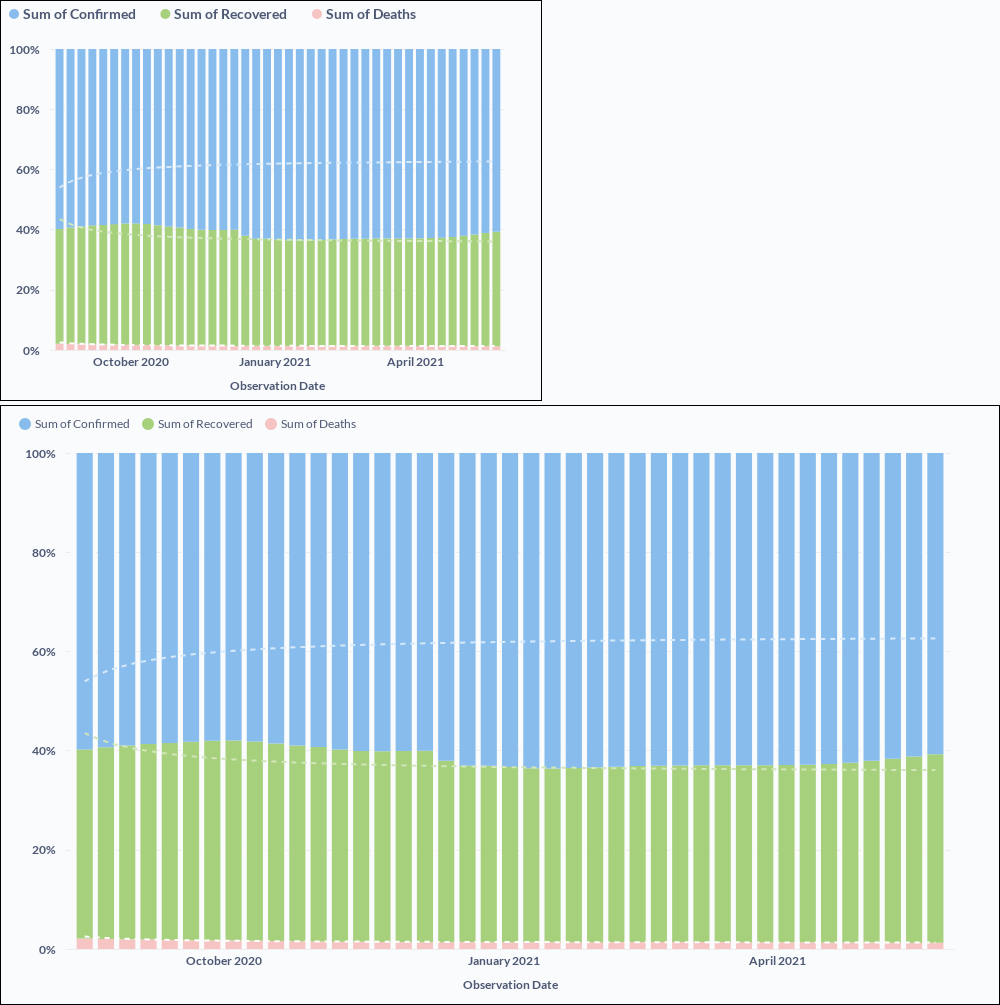 Sum of Confirmed Sum of Recovered Sum of Deaths
100%
80%
60%
40%
20%
0%
October 2020 January 2021 April 2021
Observation Date
Sum of Confirmed Sum of Recovered Sum of Deaths
100%
80%
60%
40%
20%
0%
October 2020 January 2021 April 2021
Observation Date